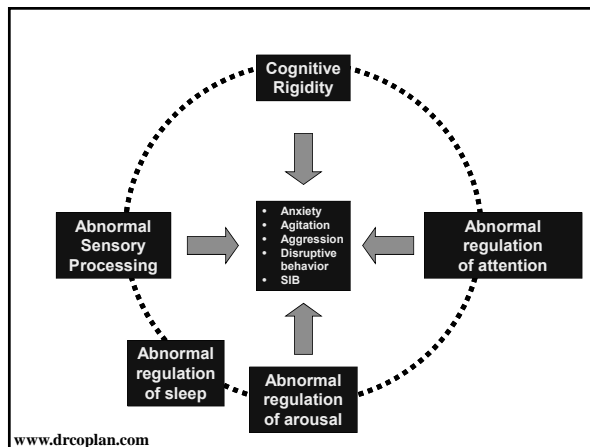 Cognitive
Rigidity
Abnormal
Sensory
Processing
• Anxiety
• Agitation
• Aggression
• Disruptive
behavior
• SIB
Abnormal
regulation
of attention
Abnormal
regulation
of sleep
Abnormal
regulation
of arousal
www.drcoplan.com